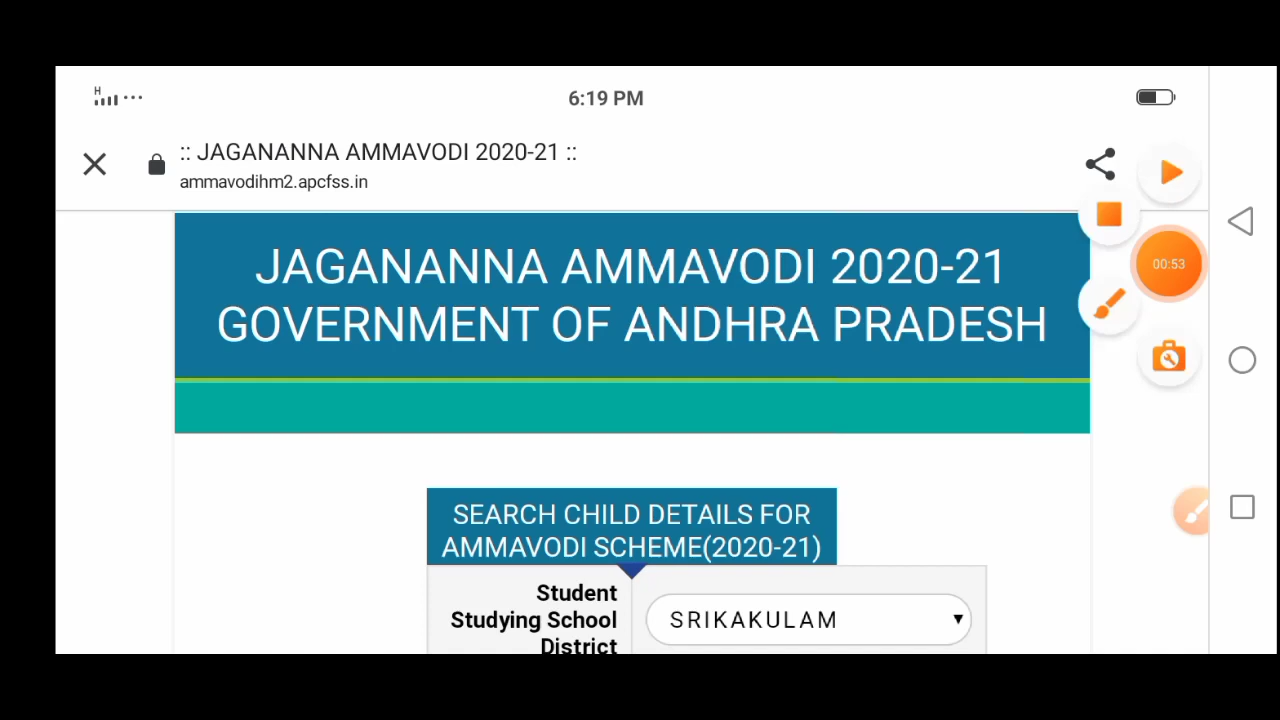 H
6:19 PM
:: JAGANANNA AMMAVODI 2020-21 ::
ammavodihm2.apcfss.in
JAGANANNA AMMAVODI 2020-21
GOVERNMENT OF ANDHRA PRADESH
00:53
SEARCH CHILD DETAILS FOR
AMMAVODI SCHEME(2020-21)
Student
Studying School
District
SRIKAKULAM